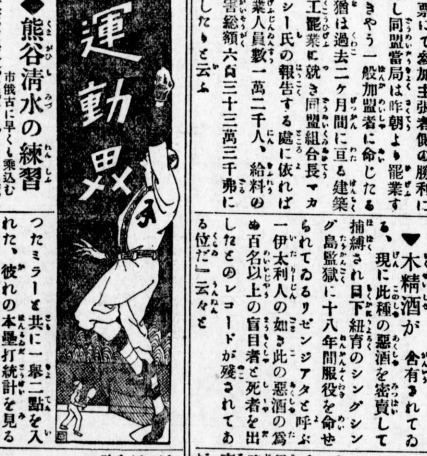 票にて參加主張者側の勝利に
し同盟當局は昨朝より罷業す
きやう一般加盟者に命じたる
猶は過去二ヶ月間に亘る建築
工罷業に就き同盟組合長マカ
シー氏の報告する處に依れば
業人員數一萬二千人、給料の
害總額六百三十三萬三千弗に
したりと云ふ
▼木精酒が 含有されてゐ
る、現に此種の惡酒を密賣して
捕縛され目下紐育のシングシン
グ島監獄に十八年間服役を命せ
られてゐるリゼンジアタと呼ぶ
一伊太利人の如き此の惡酒の爲
め百名以上の盲目者と死者を出
したとのレコードが殘されてあ
る位だ」云々と
運動界
◆熊谷清水の練習
市俄古に早くも乘込む
つたミラーと共に一擧二點を入
れた、彼れの本壘打統計を見る